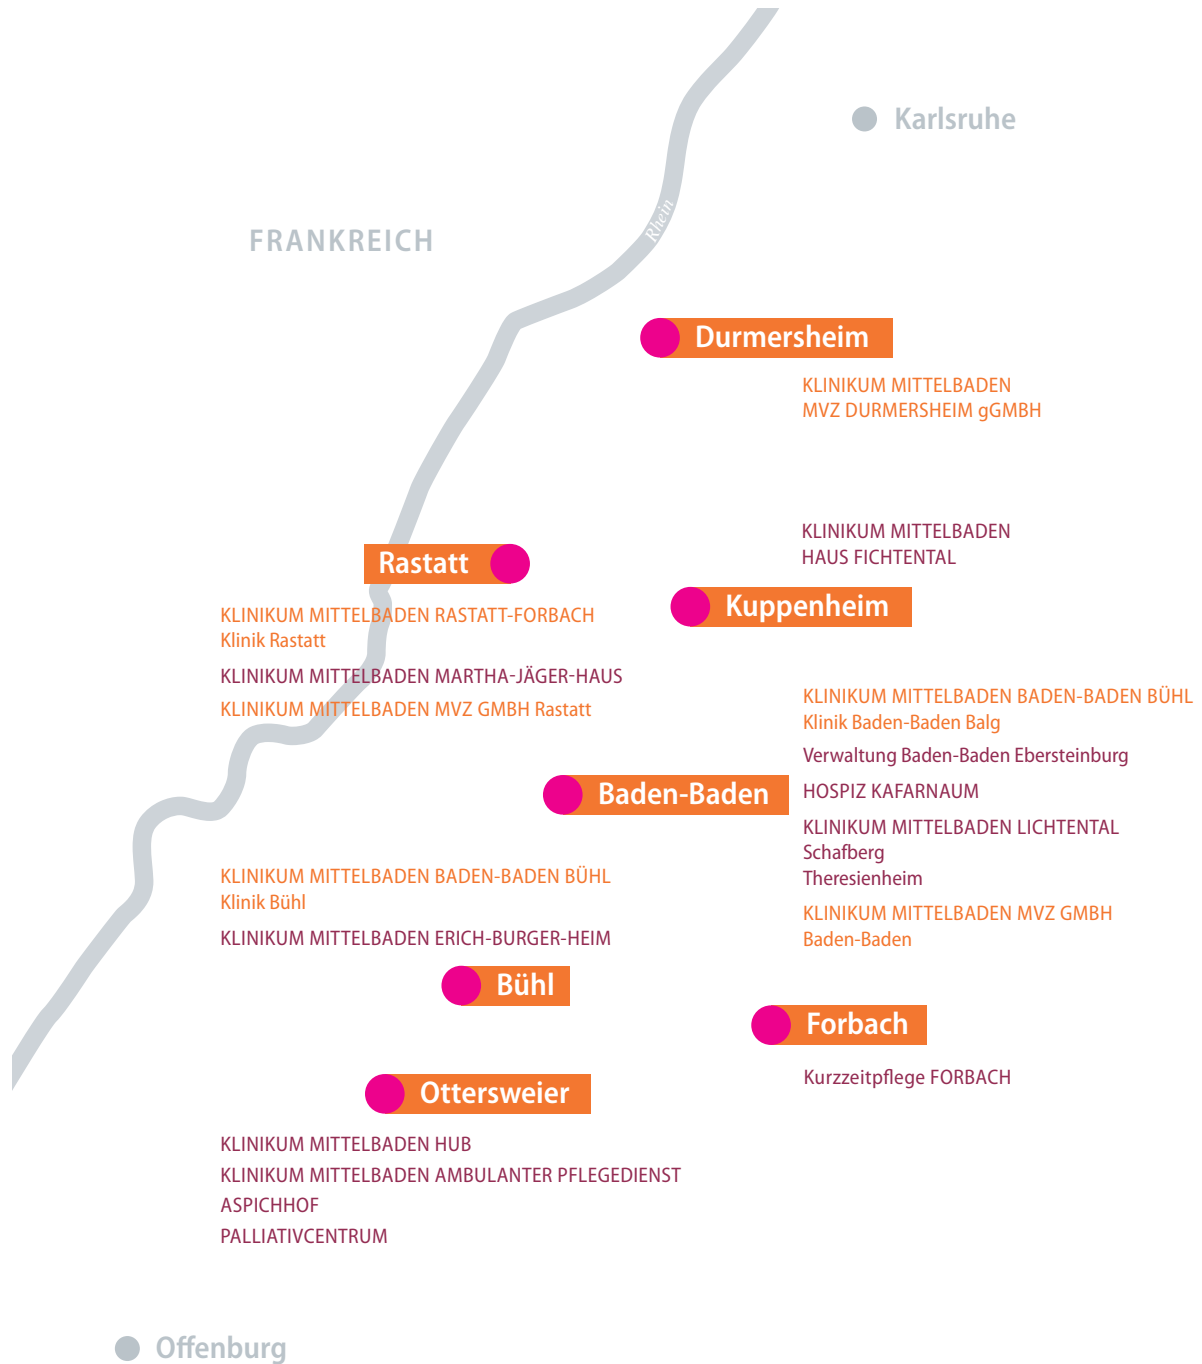 Karlsruhe
Rhein
FRANKREICH
Durmersheim
KLINIKUM MITTELBADEN
MVZ DURMERSHEIM gGMBH
KLINIKUM MITTELBADEN
HAUS FICHTENTAL
Rastatt
Kuppenheim
KLINIKUM MITTELBADEN RASTATT-FORBACH
Klinik Rastatt
KLINIKUM MITTELBADEN MARTHA-JÄGER-HAUS
KLINIKUM MITTELBADEN MVZ GMBH Rastatt
KLINIKUM MITTELBADEN BADEN-BADEN BÜHL
Klinik Baden-Baden Balg
Verwaltung Baden-Baden Ebersteinburg
Baden-Baden
HOSPIZ KAFARNAUM
KLINIKUM MITTELBADEN LICHTENTAL
Schafberg
Theresienheim
KLINIKUM MITTELBADEN MVZ GMBH
Baden-Baden
KLINIKUM MITTELBADEN BADEN-BADEN BÜHL
Klinik Bühl
KLINIKUM MITTELBADEN ERICH-BURGER-HEIM
Bühl
Forbach
Kurzzeitpflege FORBACH
Ottersweier
KLINIKUM MITTELBADEN HUB
KLINIKUM MITTELBADEN AMBULANTER PFLEGEDIENST
ASPICHHOF
PALLIATIVCENTRUM
Offenburg